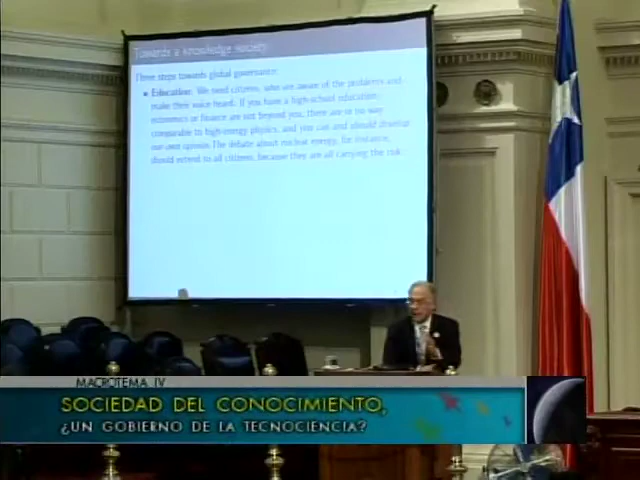 Towards a knowledge society
Three steps towards global governance:
• Education: We need citizens, who are aware of the problems and
make their voice heard. If you have a high-school education,
economics or finance are not beyond you, there are in no way
comparable to high-energy physics, and you can and should develop
our own opinion. The debate about nuclear energy, for instance,
should extend to all citizens, because they are all carrying the risk.
MACROTEMA IV
SOCIEDAD DEL CONOCIMIENTO,
¿UN GOBIERNO DE LA TECNOCIENCIA?